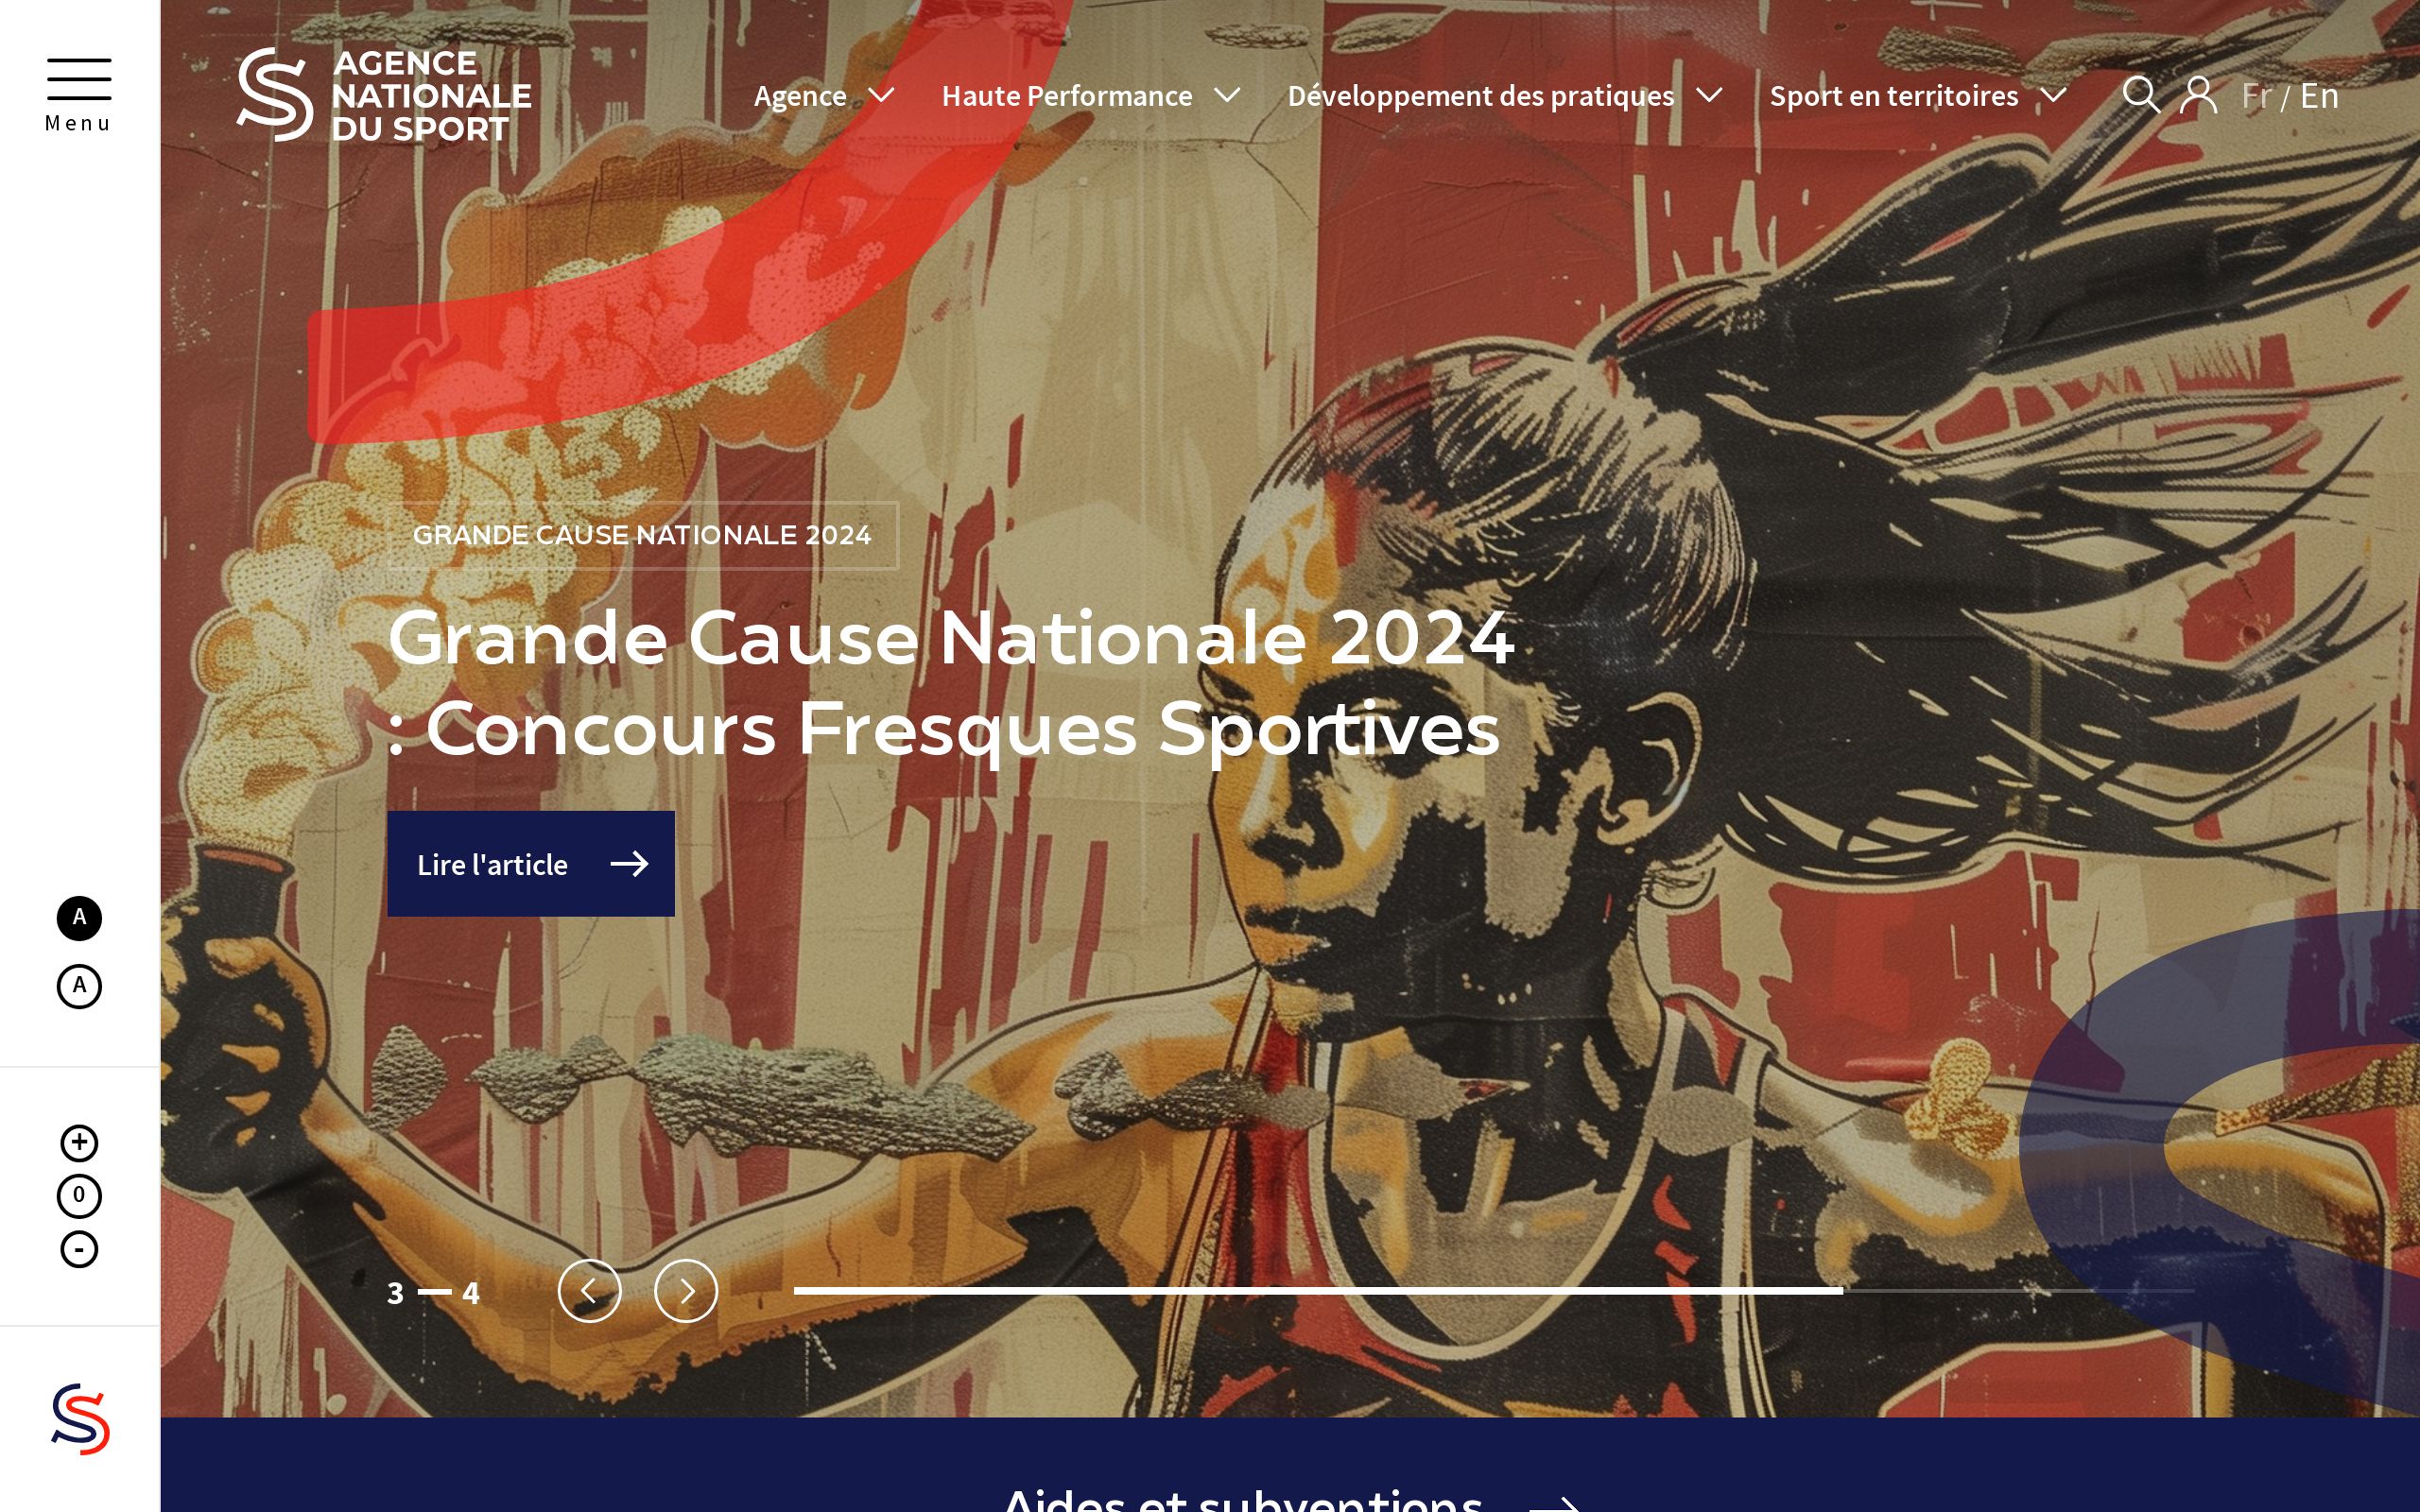 Menu
AGENCE
NATIONALE
DU SPORT
Agence
Haute Performance
Développement des pratiques
Sport en territoires
Fr / En
GRANDE CAUSE NATIONALE 2024
Grande Cause Nationale 2024
: Concours Fresques Sportives
Lire l'article
A
A
+
0
-
3 — 4
Aides et subventions